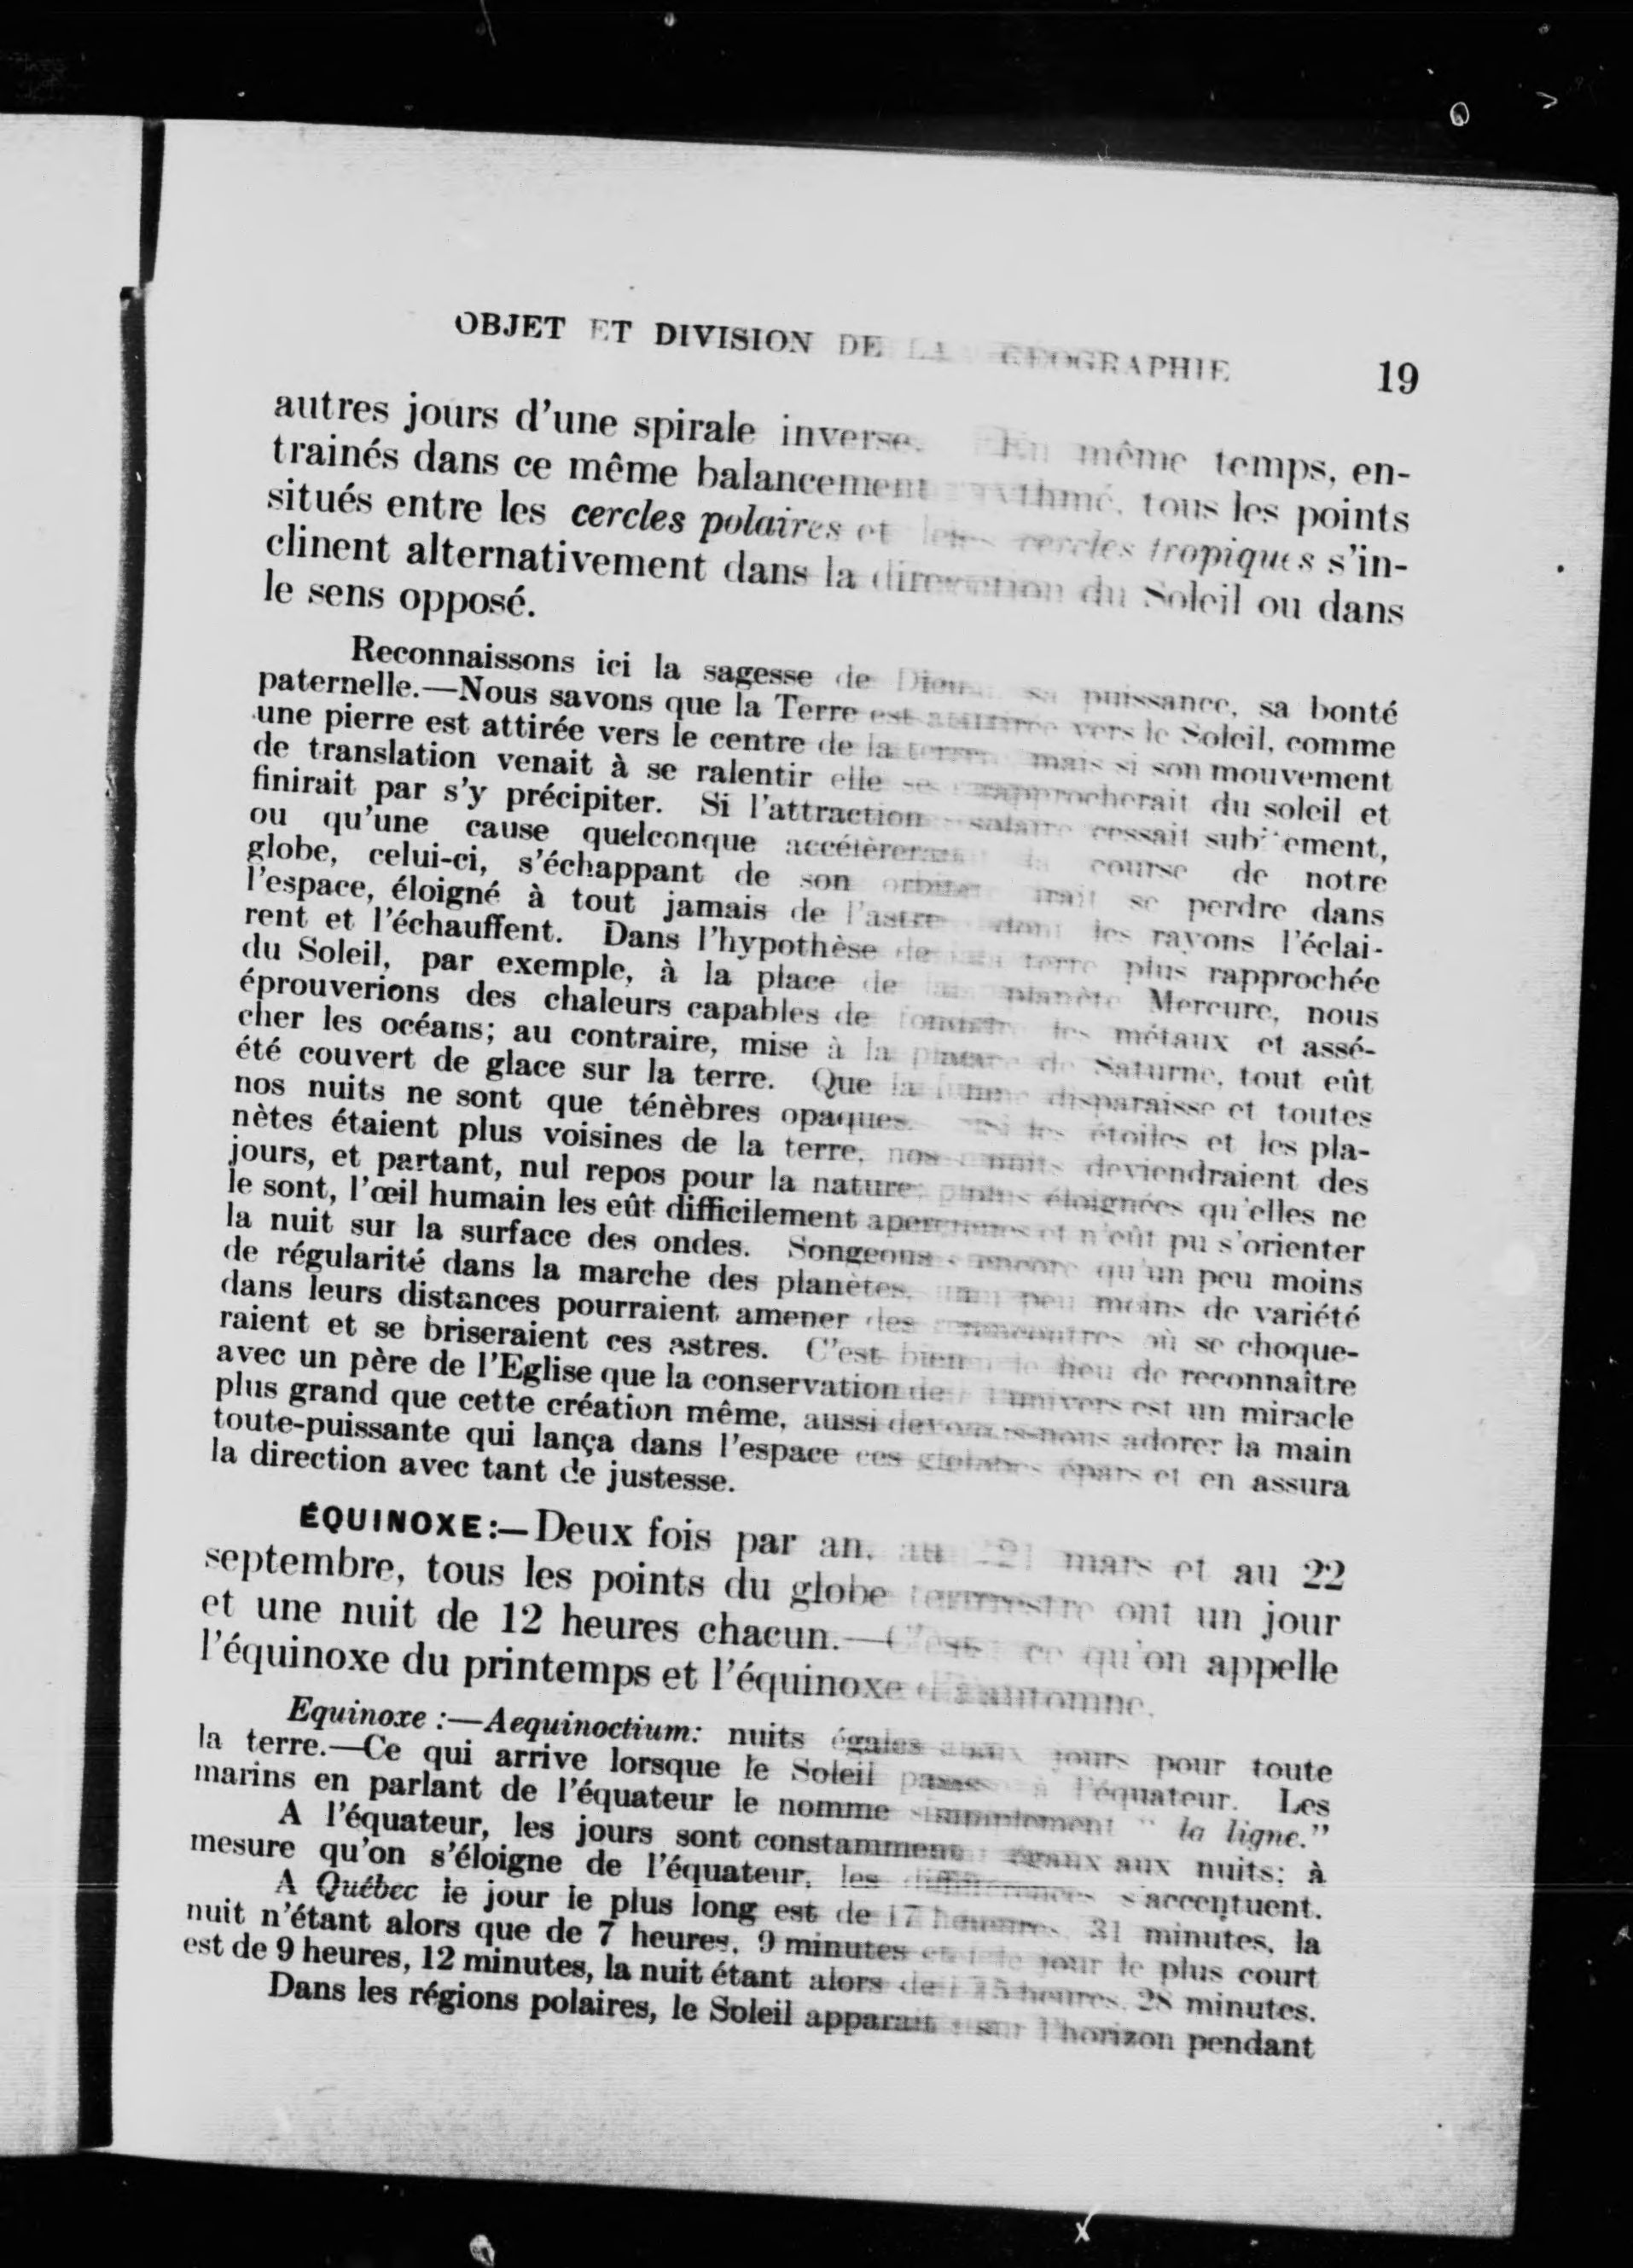 OBJET ET DIVISION DE LA GÉOGRAPHIE 19
autres jours d'une spirale inverse. En même temps, en-
trainés dans ce même balancement rythmé, tous les points
situés entre les cercles polaires et les cercles tropiques s'in-
clinent alternativement dans la direction du Soleil ou dans
le sens opposé.
Reconnaissons ici la sagesse de Dieu, sa puissance, sa bonté
paternelle.—Nous savons que la Terre est attirée vers le Soleil, comme
une pierre est attirée vers le centre de la terre, mais si son mouvement
de translation venait à se ralentir elle se rapprocherait du soleil et
finirait par s'y précipiter. Si l'attraction solaire cessait subitement,
ou qu'une cause quelconque accélèrerait la course de notre
globe, celui-ci, s'échappant de son orbite irait se perdre dans
l'espace, éloigné à tout jamais de l'astre dont les rayons l'éclai-
rent et l'échauffent. Dans l'hypothèse de la terre plus rapprochée
du Soleil, par exemple, à la place de la planète Mercure, nous
éprouverions des chaleurs capables de fondre les métaux et assé-
cher les océans; au contraire, mise à la place de Saturne, tout eût
été couvert de glace sur la terre. Que la lune disparaisse et toutes
nos nuits ne sont que ténèbres opaques. Si les étoiles et les pla-
nètes étaient plus voisines de la terre, nos nuits deviendraient des
jours, et partant, nul repos pour la nature; plus éloignées qu'elles ne
le sont, l'œil humain les eût difficilement aperçues et n'eût pu s'orienter
la nuit sur la surface des ondes. Songeons encore qu'un peu moins
de régularité dans la marche des planètes, un peu moins de variété
dans leurs distances pourraient amener des rencontres où se choque-
raient et se briseraient ces astres. C'est bien le lieu de reconnaître
avec un père de l'Eglise que la conservation de l'univers est un miracle
plus grand que cette création même, aussi devons-nous adorer la main
toute-puissante qui lança dans l'espace ces globes épars et en assura
la direction avec tant de justesse.
ÉQUINOXE:—Deux fois par an, au 21 mars et au 22
septembre, tous les points du globe terrestre ont un jour
et une nuit de 12 heures chacun.—C'est ce qu'on appelle
l'équinoxe du printemps et l'équinoxe d'automne.
Equinoxe :—Aequinoctium: nuits égales aux jours pour toute
la terre.—Ce qui arrive lorsque le Soleil passe à l'équateur. Les
marins en parlant de l'équateur le nomme simplement " la ligne."
A l'équateur, les jours sont constamment égaux aux nuits; à
mesure qu'on s'éloigne de l'équateur, les différences s'accentuent.
A Québec le jour le plus long est de 17 heures, 31 minutes, la
nuit n'étant alors que de 7 heures, 9 minutes et le jour le plus court
est de 9 heures, 12 minutes, la nuit étant alors de 15 heures, 28 minutes.
Dans les régions polaires, le Soleil apparait sur l'horizon pendant